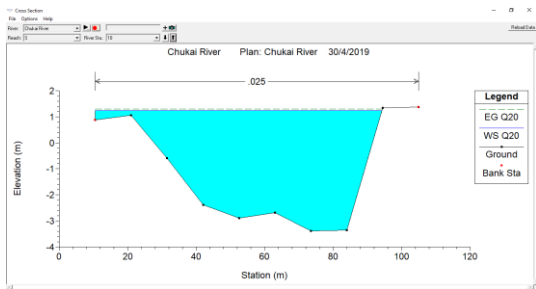 Cross Section
File Options Help
River: Chukai River
Reload Data
Reach: River Sta.: 10
Chukai River Plan: Chukai River 30/4/2019
.025
Legend
EG Q20
WS Q20
Ground
Bank Sta
Elevation (m)
2
1
0
-1
-2
-3
-4
0 20 40 60 80 100 120
Station (m)